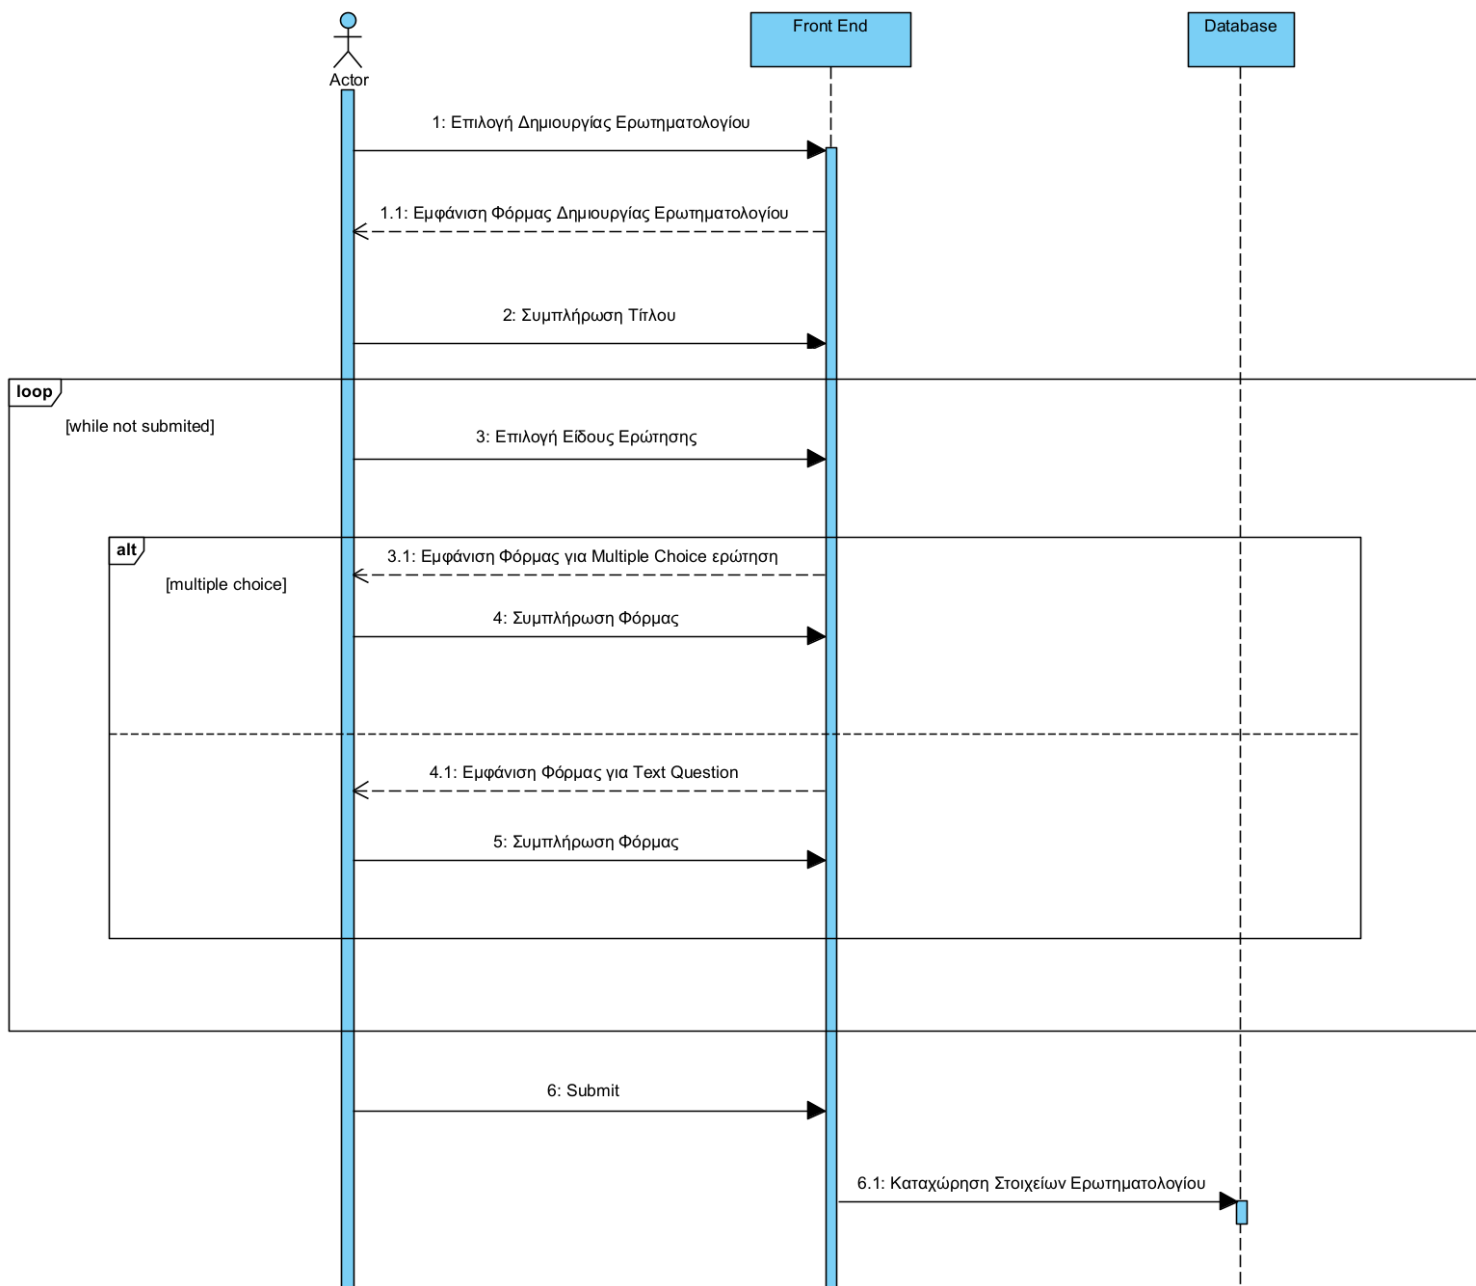 Actor
Front End
Database
1: Επιλογή Δημιουργίας Ερωτηματολογίου
1.1: Εμφάνιση Φόρμας Δημιουργίας Ερωτηματολογίου
2: Συμπλήρωση Τίτλου
loop
[while not submited]
3: Επιλογή Είδους Ερώτησης
alt
3.1: Εμφάνιση Φόρμας για Multiple Choice ερώτηση
[multiple choice]
4: Συμπλήρωση Φόρμας
4.1: Εμφάνιση Φόρμας για Text Question
5: Συμπλήρωση Φόρμας
6: Submit
6.1: Καταχώρηση Στοιχείων Ερωτηματολογίου